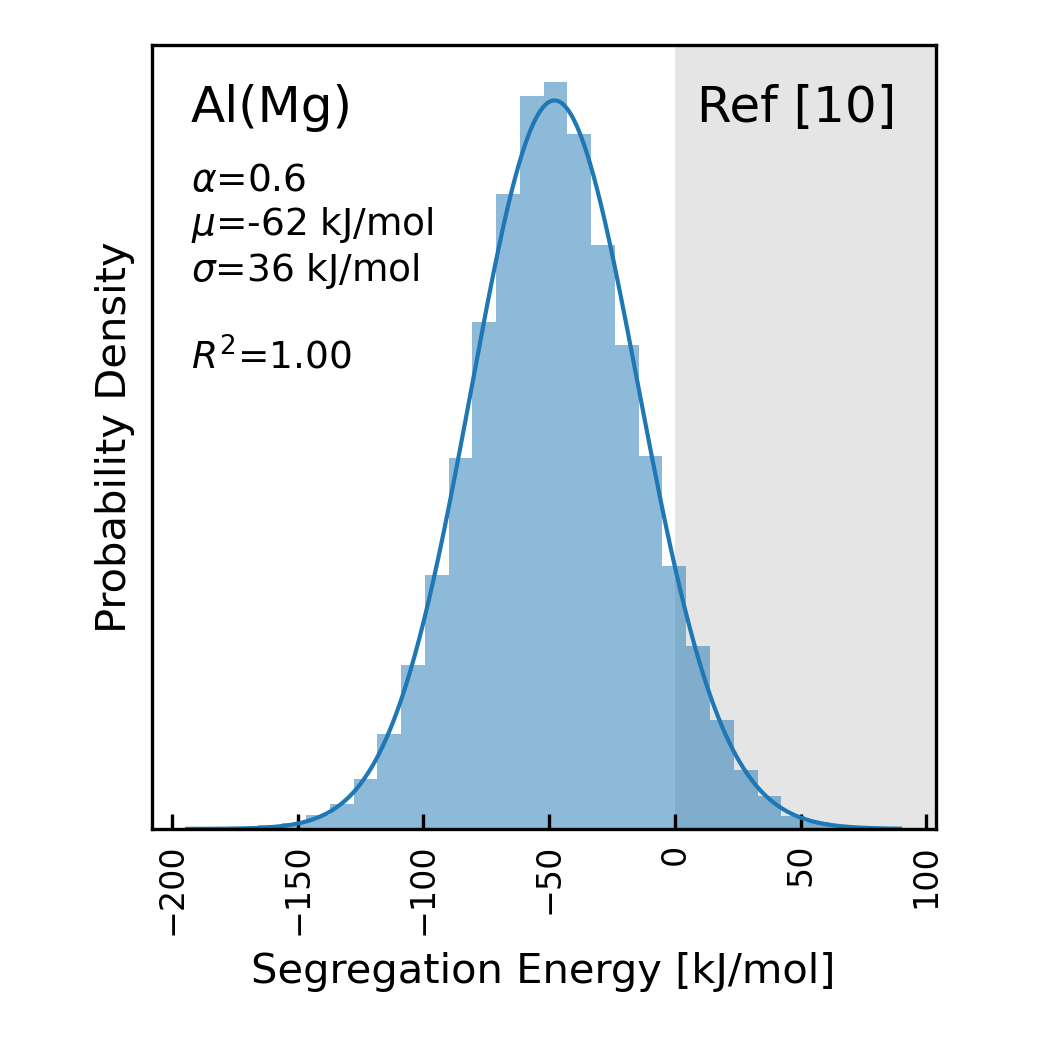 Al(Mg)
Ref [10]
α=0.6
μ=-62 kJ/mol
σ=36 kJ/mol
R²=1.00
Probability Density
−200 −150 −100 −50 0 50 100
Segregation Energy [kJ/mol]